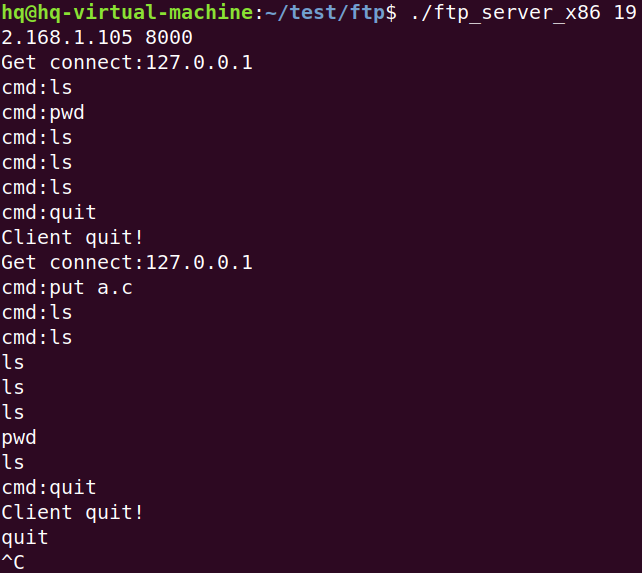 hq@hq-virtual-machine:~/test/ftp$ ./ftp_server_x86 19
2.168.1.105 8000
Get connect:127.0.0.1
cmd:ls
cmd:pwd
cmd:ls
cmd:ls
cmd:ls
cmd:quit
Client quit!
Get connect:127.0.0.1
cmd:put a.c
cmd:ls
cmd:ls
ls
ls
ls
pwd
ls
cmd:quit
Client quit!
quit
^C